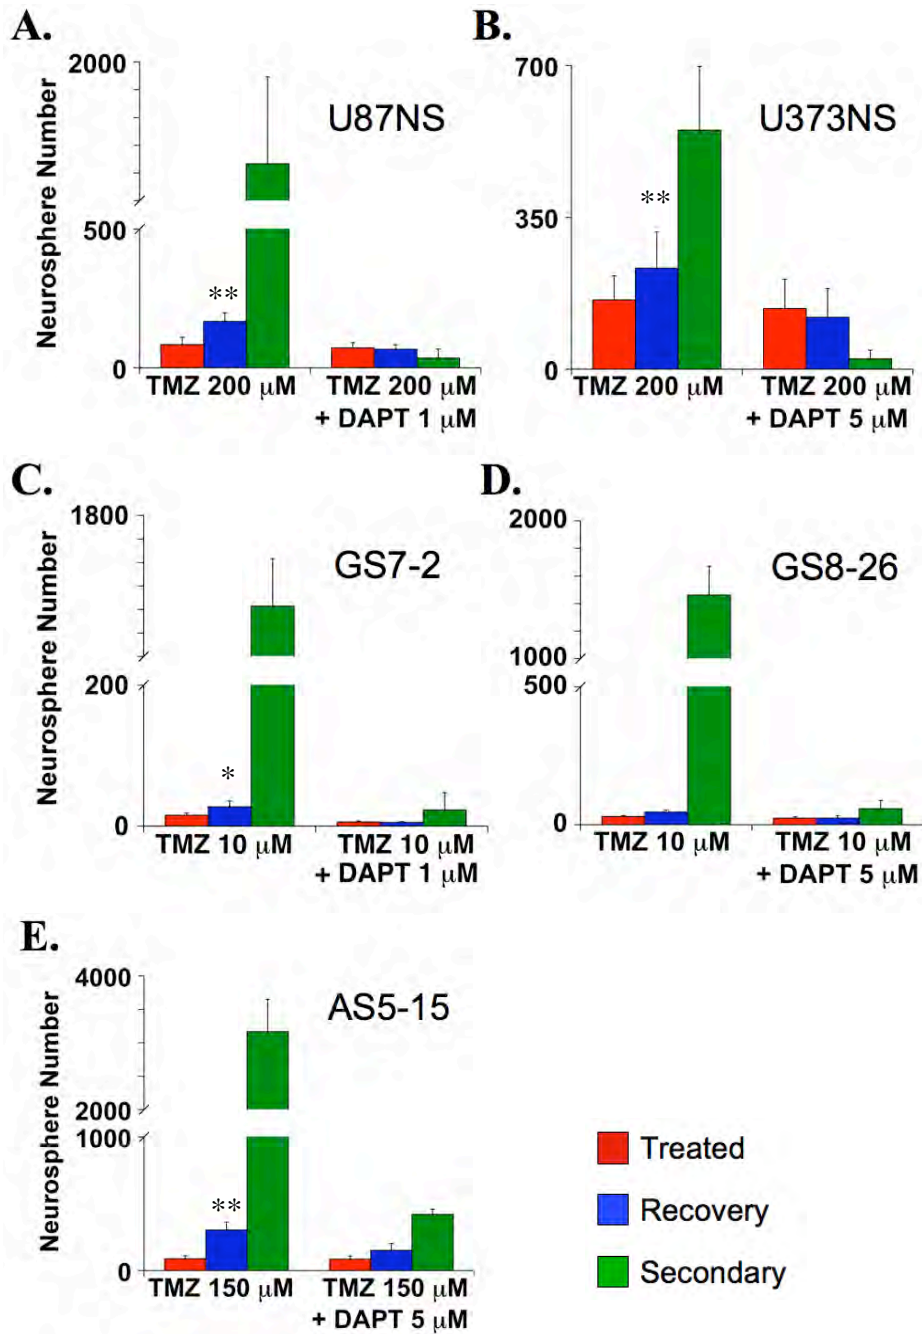 A.
2000
500
0
Neurosphere Number
U87NS
**
TMZ 200 μM
TMZ 200 μM
+ DAPT 1 μM
B.
700
350
0
U373NS
**
TMZ 200 μM
TMZ 200 μM
+ DAPT 5 μM
C.
1800
200
0
Neurosphere Number
GS7-2
*
TMZ 10 μM
TMZ 10 μM
+ DAPT 1 μM
D.
2000
1000
500
0
GS8-26
TMZ 10 μM
TMZ 10 μM
+ DAPT 5 μM
E.
4000
2000
1000
0
Neurosphere Number
AS5-15
**
TMZ 150 μM
TMZ 150 μM
+ DAPT 5 μM
Treated
Recovery
Secondary